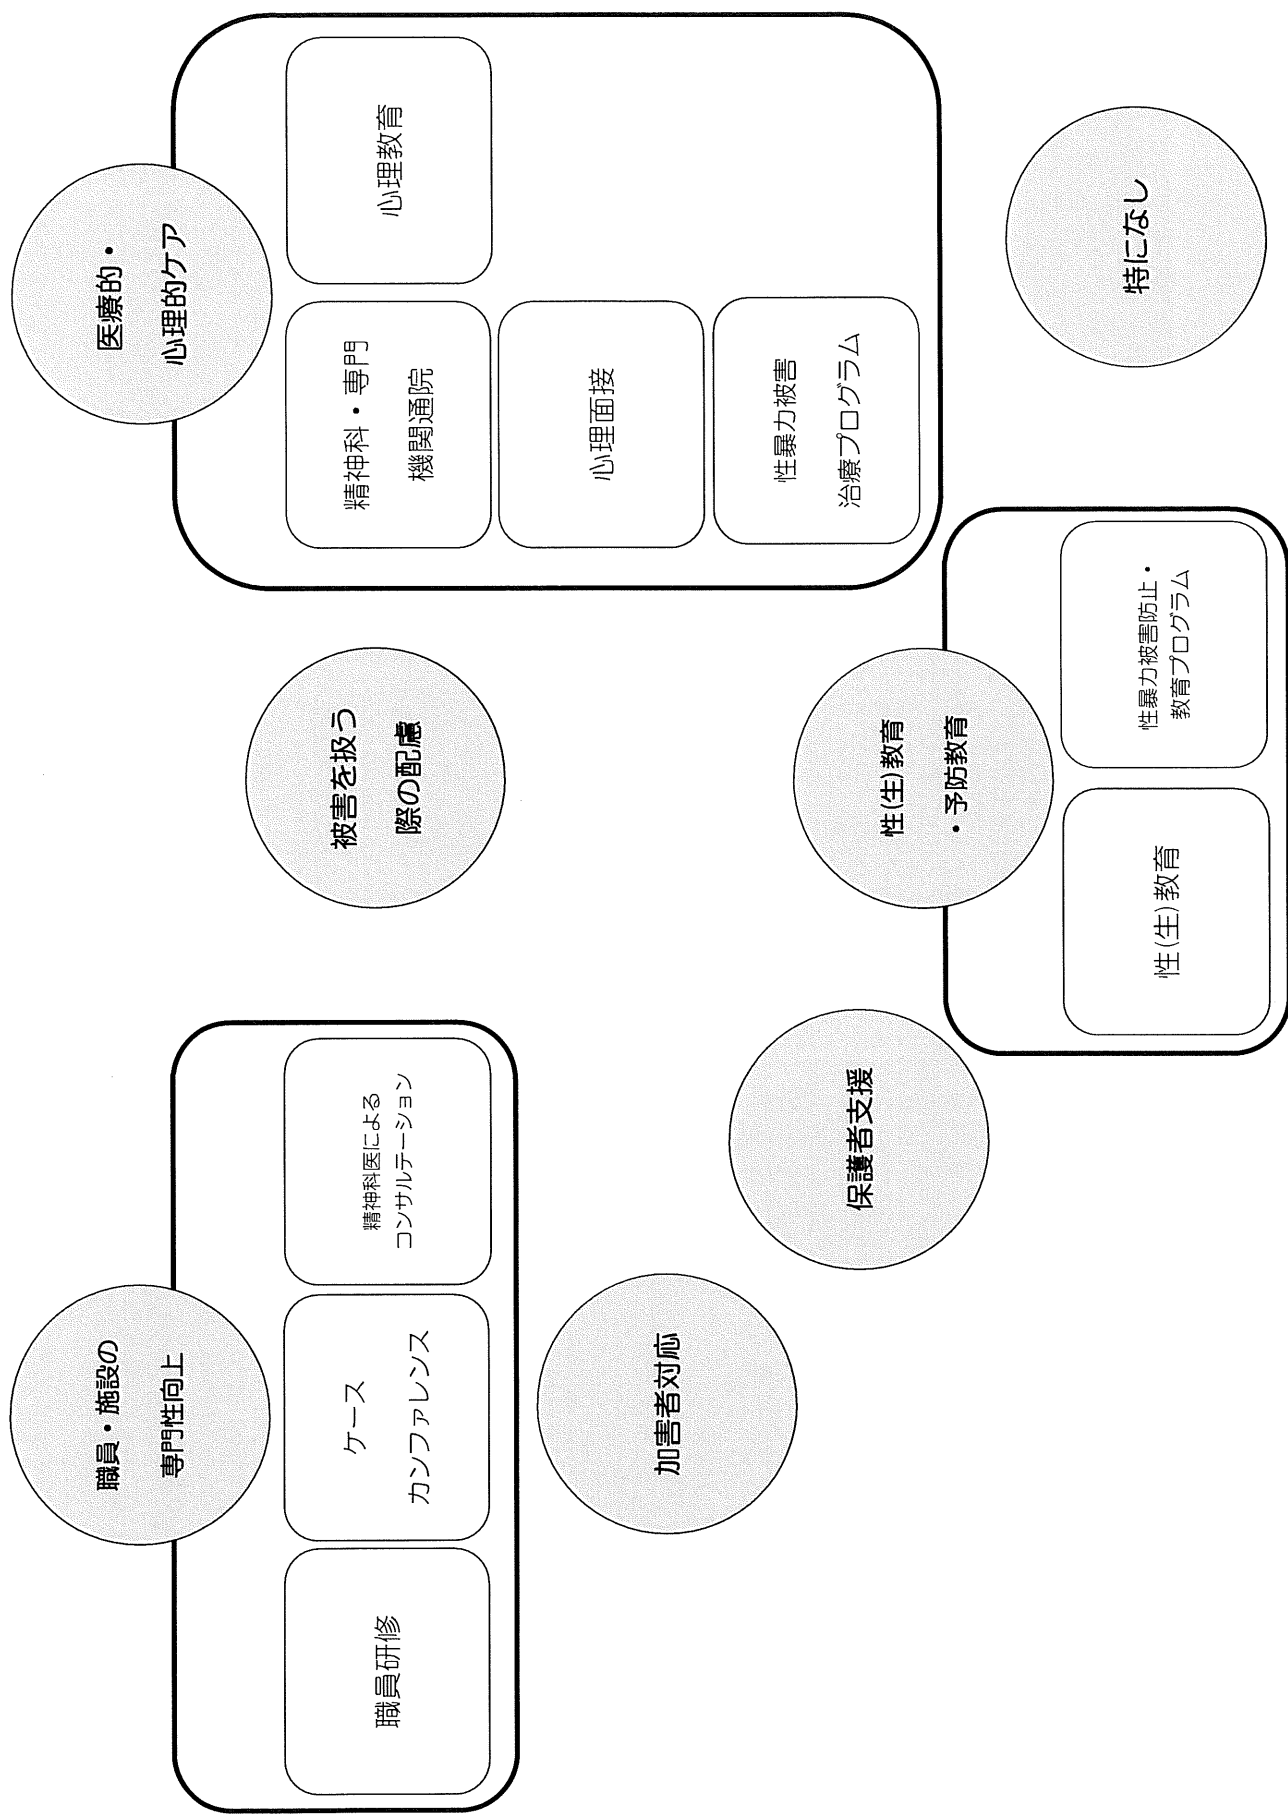 職員・施設の
専門性向上
職員研修
ケース
カンファレンス
精神科医による
コンサルテーション
被害を扱う
際の配慮
医療的・
心理的ケア
精神科・専門
機関通院
心理教育
心理面接
性暴力被害
治療プログラム
加害者対応
保護者支援
性(生)教育
・予防教育
性(生)教育
性暴力被害防止・
教育プログラム
特になし